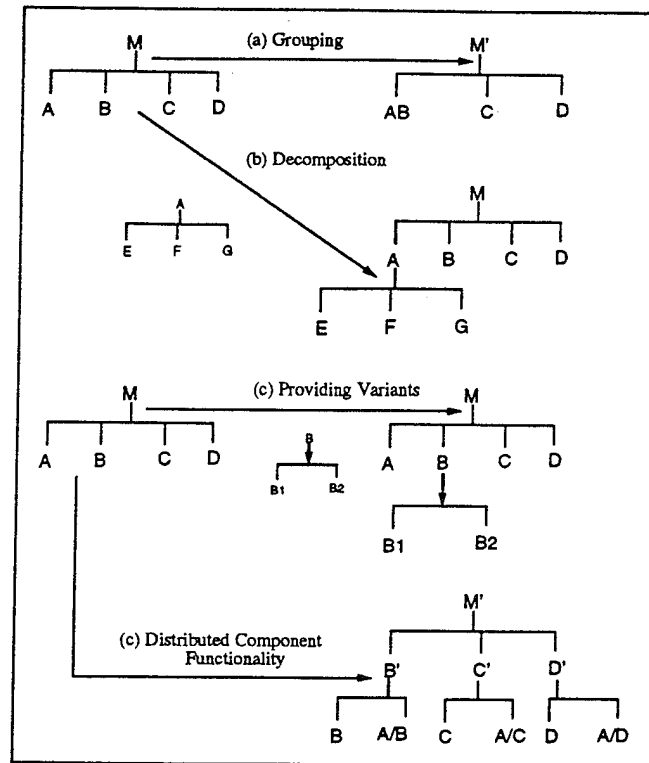 M (a) Grouping M'
A B C D AB C D
(b) Decomposition
A M
E F G A B C D
E F G
M (c) Providing Variants M
A B C D B A B C D
B1 B2
B1 B2
M'
(c) Distributed Component
Functionality B' C' D'
B A/B C A/C D A/D